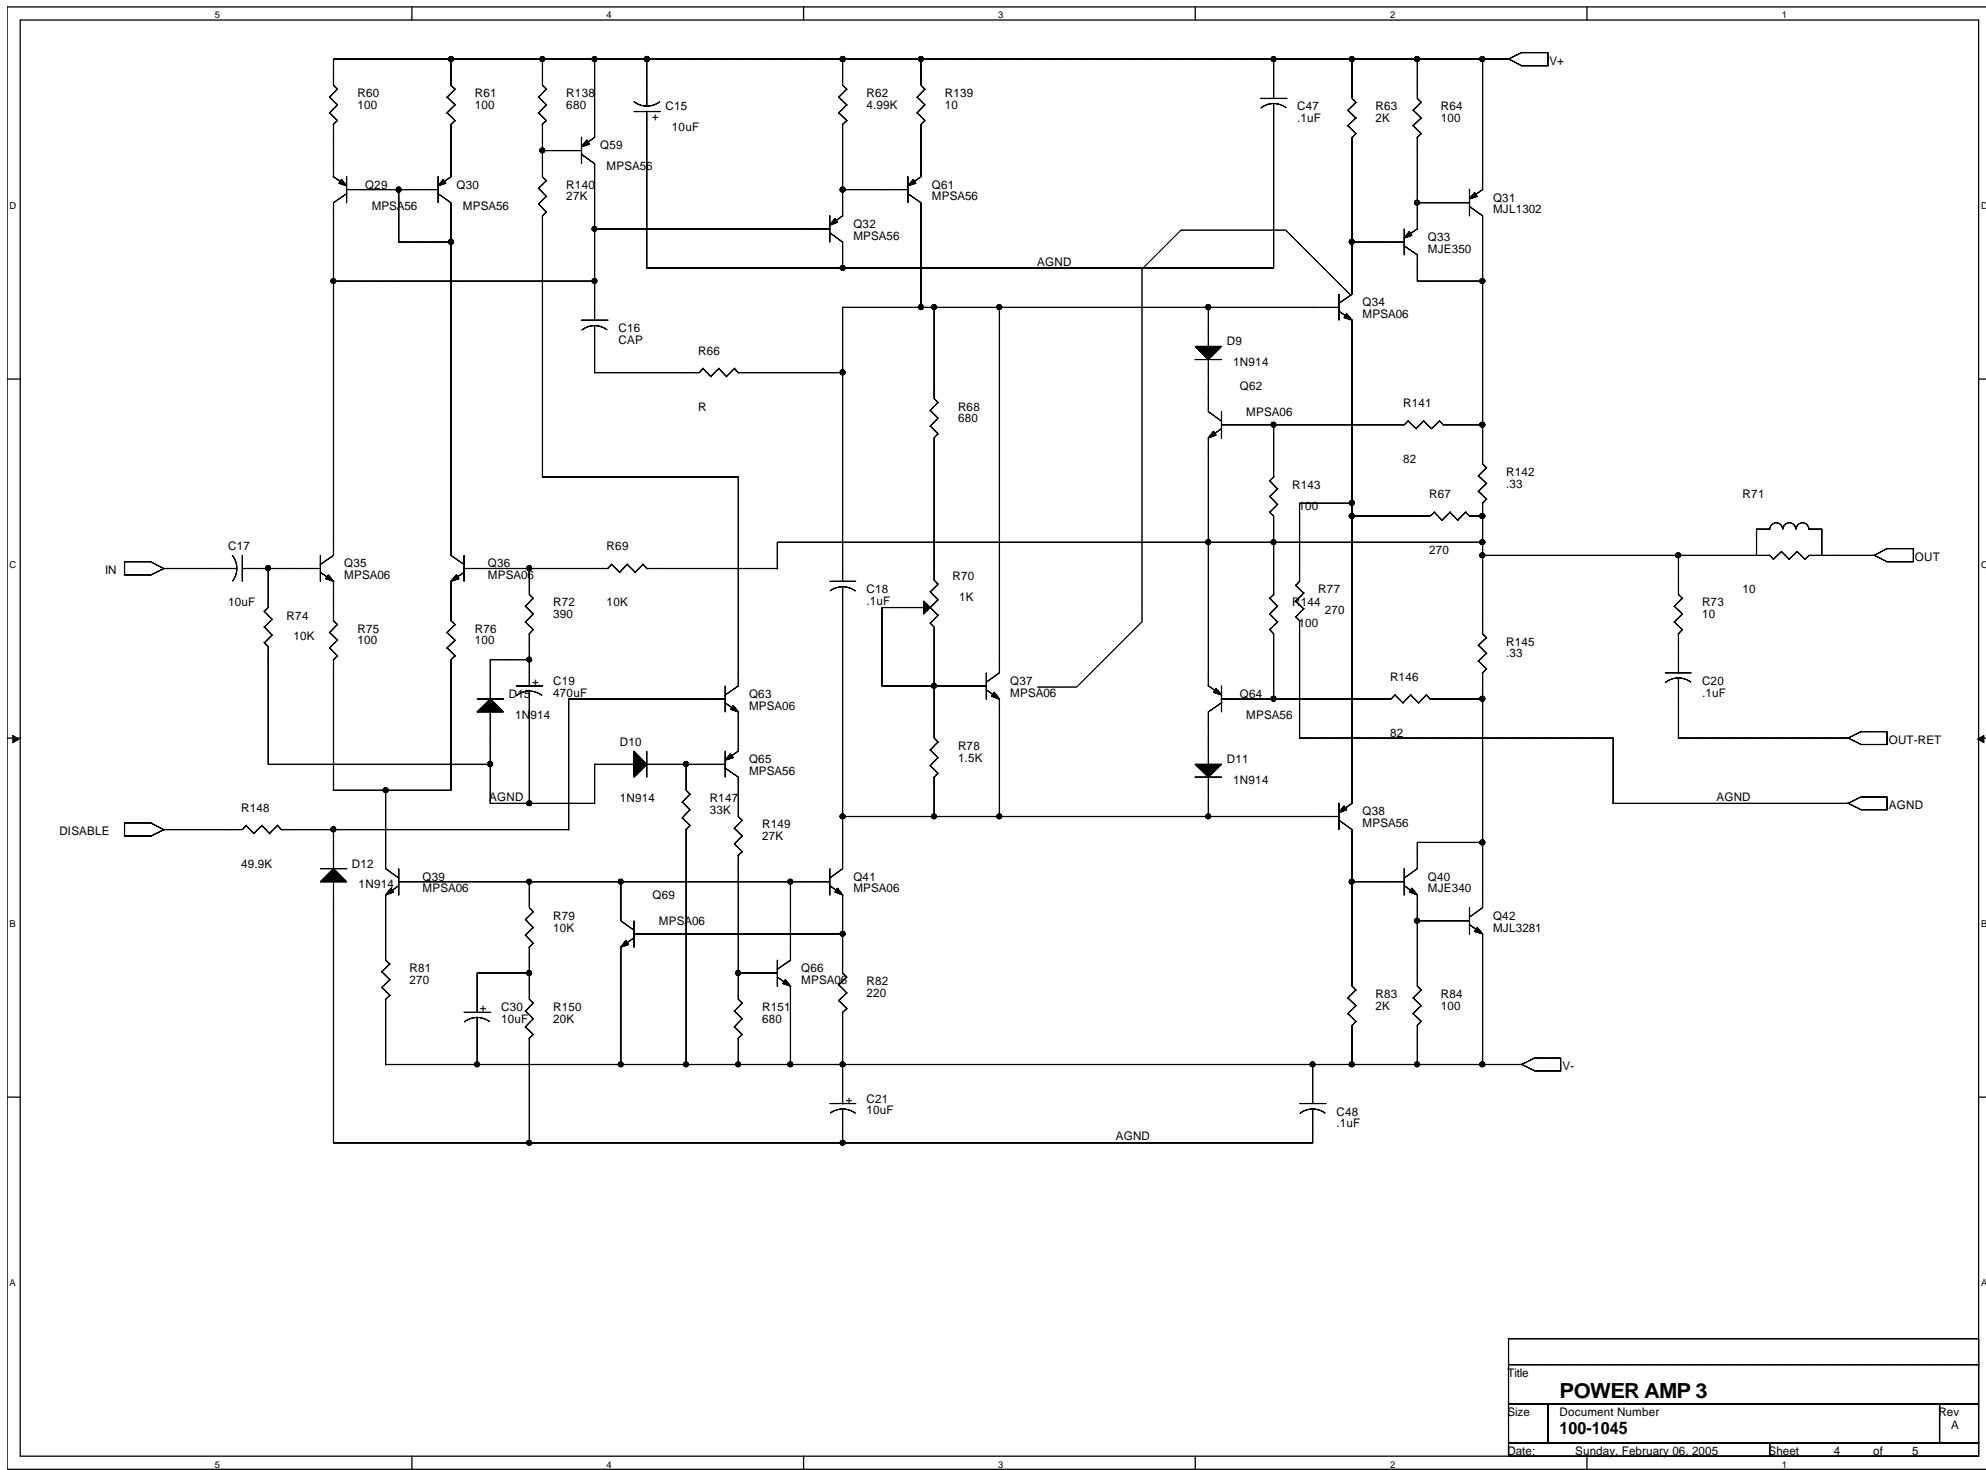 5 4 3 2 1
D
C
B
A
D
C
B
A
V+
R60
100
R61
100
R138
680
C15
10uF
+
R62
4.99K
R139
10
C47
.1uF
R63
2K
R64
100
Q59
MPSA56
Q29
MPSA56
Q30
MPSA56
R140
27K
Q61
MPSA56
Q32
MPSA56
Q31
MJL1302
Q33
MJE350
AGND
Q34
MPSA06
C16
CAP
R66
R
D9
1N914
Q62
MPSA06
R68
680
R141
82
R142
.33
R143
100
R67
270
R71
10
IN
C17
10uF
Q35
MPSA06
Q36
MPSA06
R69
10K
OUT
C18
.1uF
R70
1K
R72
390
R74
10K
R75
100
R76
100
R144
100
R77
270
R73
10
R145
.33
C19
470uF
+
D15
1N914
Q63
MPSA06
Q37
MPSA06
Q64
MPSA56
R146
82
C20
.1uF
OUT-RET
D10
1N914
Q65
MPSA56
R78
1.5K
D11
1N914
AGND
R147
33K
AGND
AGND
R148
49.9K
DISABLE
R149
27K
Q38
MPSA56
D12
1N914
Q39
MPSA06
Q69
MPSA06
Q41
MPSA06
Q40
MJE340
R79
10K
Q42
MJL3281
R81
270
Q66
MPSA06
R82
220
C30
10uF
+
R150
20K
R151
680
R83
2K
R84
100
V-
C21
10uF
+
C48
.1uF
AGND
Title
POWER AMP 3
Size Document Number Rev
100-1045 A
Date: Sunday, February 06, 2005 Sheet 4 of 5
5 4 3 2 1